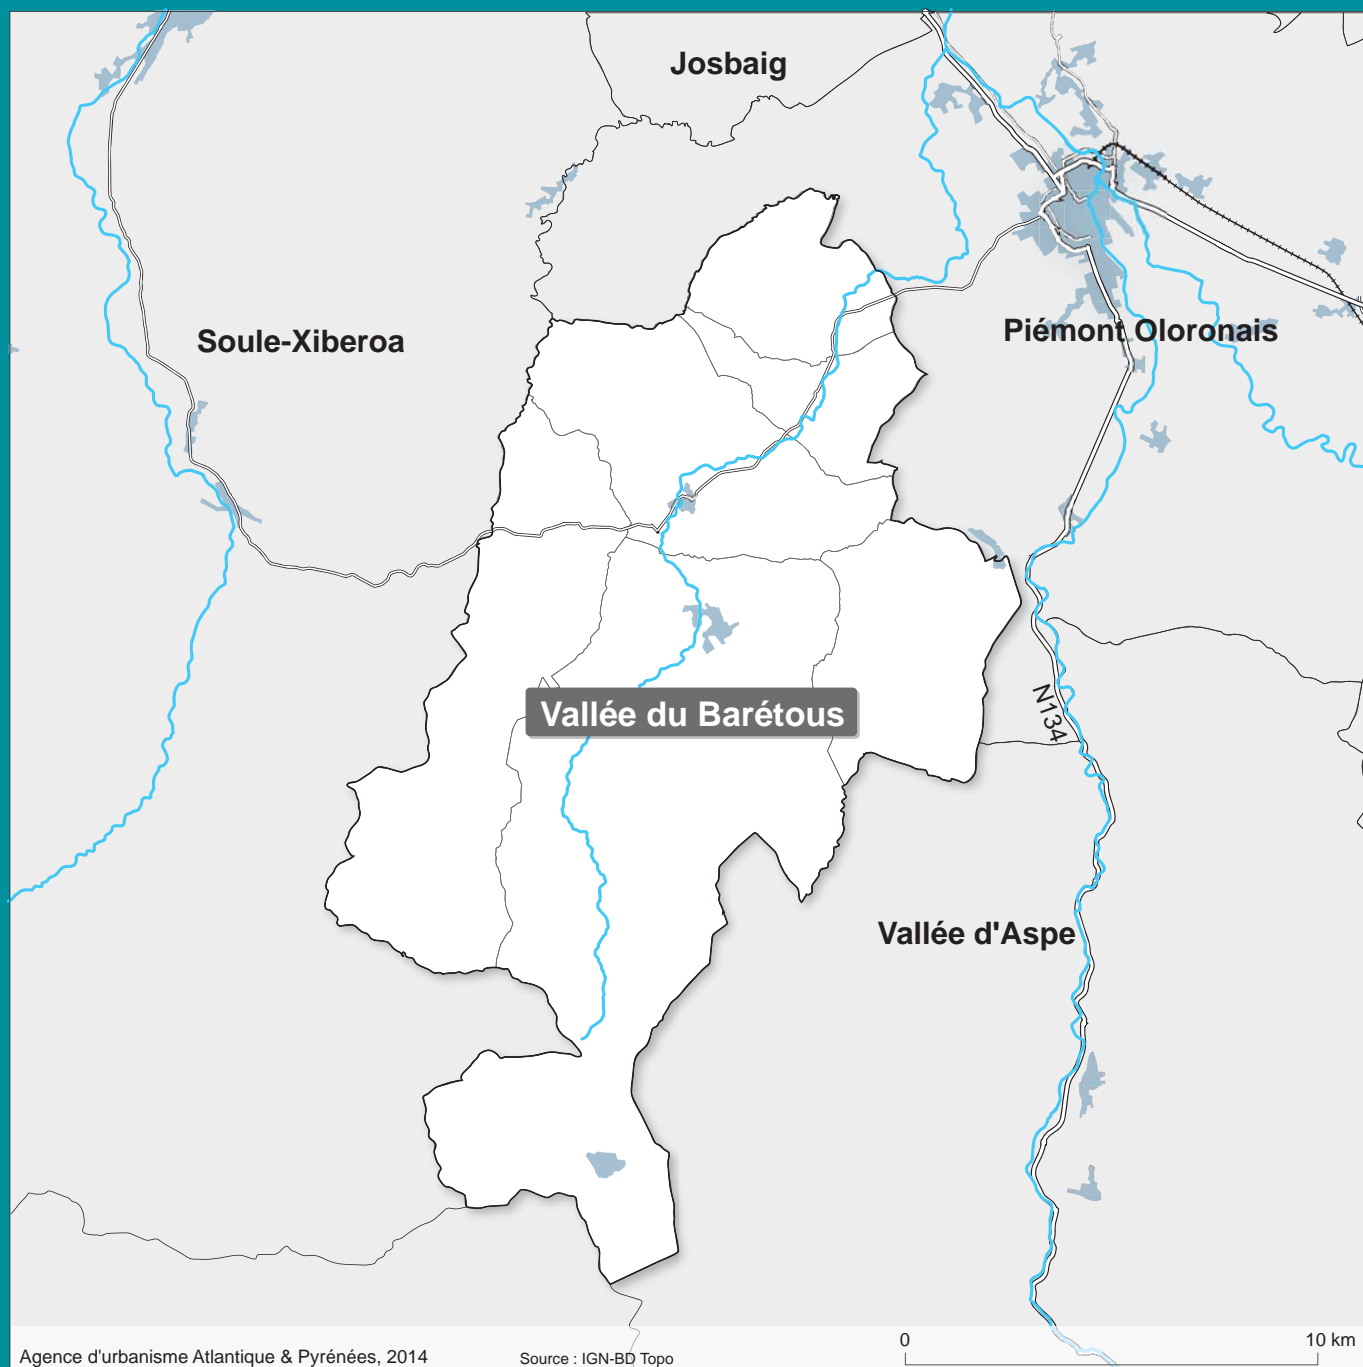 Josbaig
Soule-Xiberoa
Piémont Oloronais
N134
Vallée du Barétous
Vallée d'Aspe
0
10 km
Agence d'urbanisme Atlantique & Pyrénées, 2014
Source : IGN-BD Topo